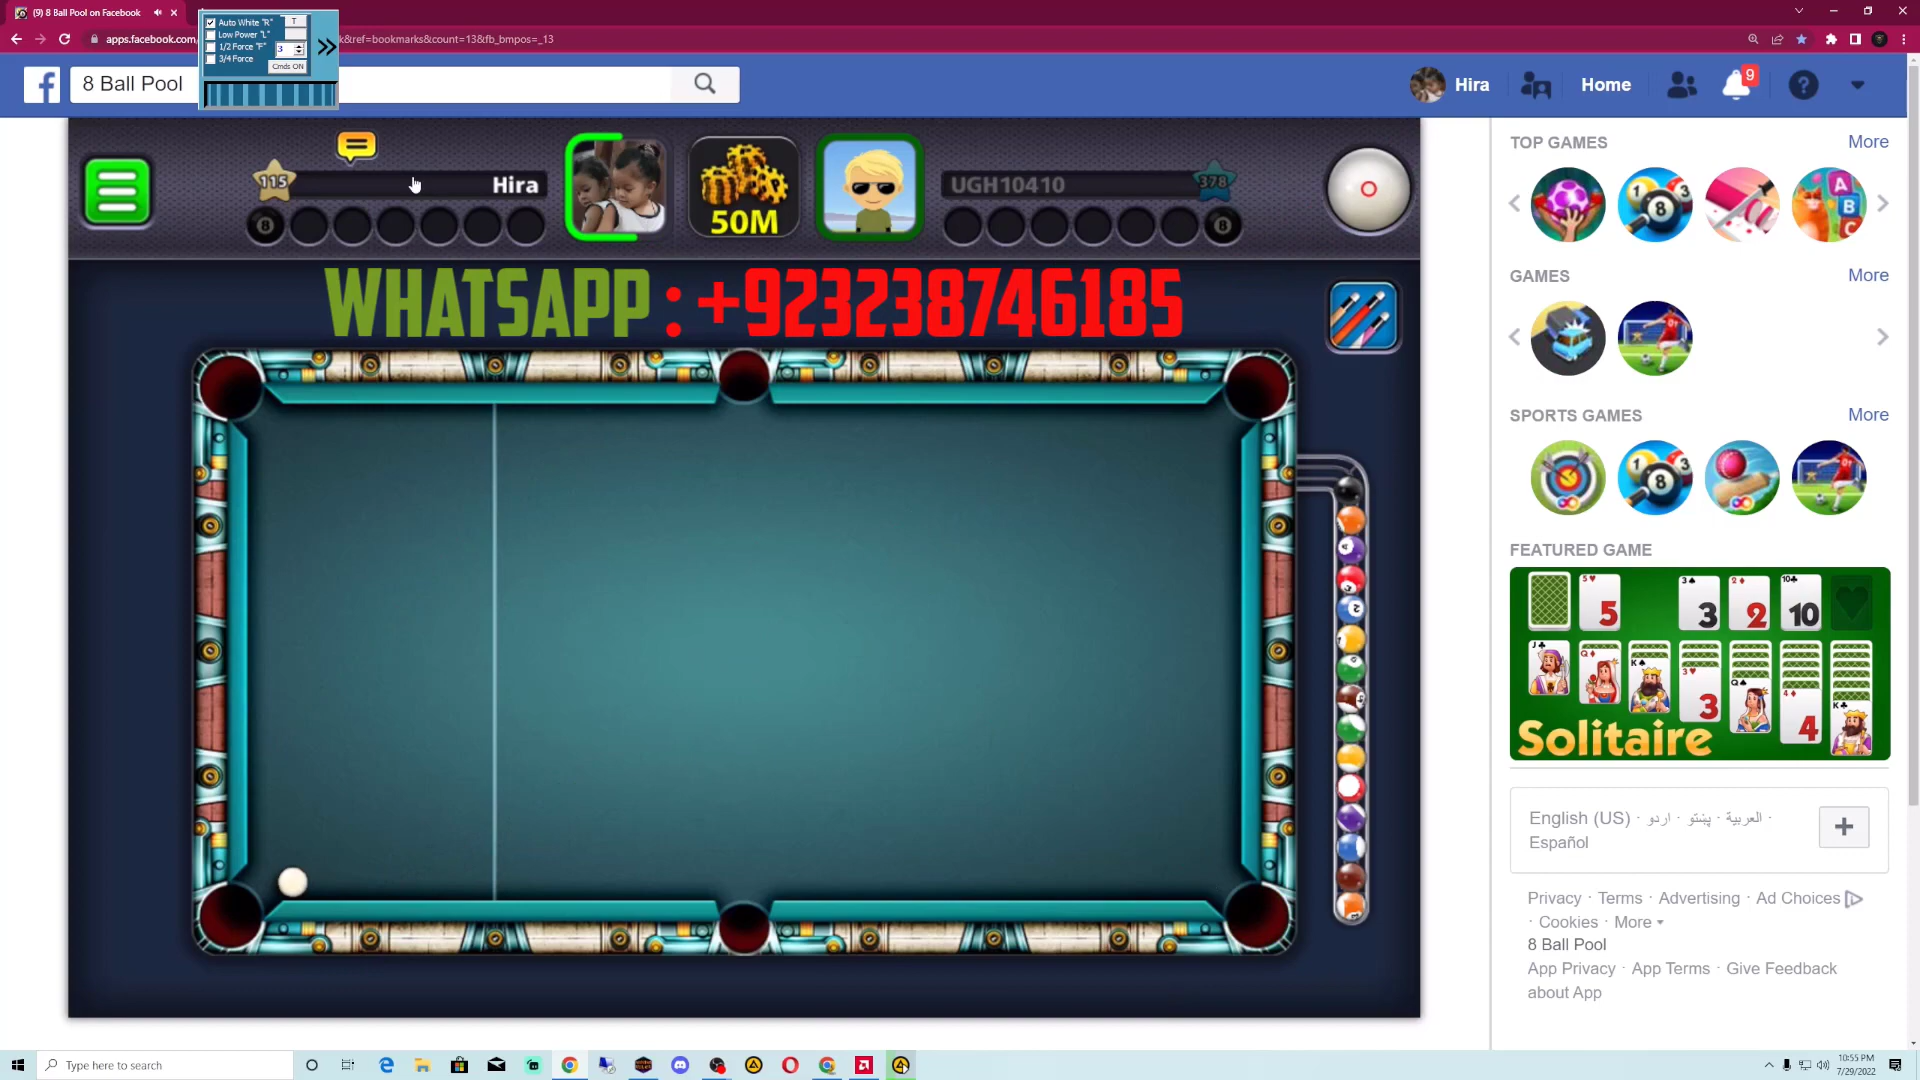 (9) 8 Ball Pool on Facebook
apps.facebook.com
k&ref=bookmarks&count=13&fb_bmpos=_13
Auto White "R"
T
Low Power "L"
1/2 Force "F"
3
3/4 Force
Cmds ON
>>
8 Ball Pool
Hira
Home
9
?
115
Hira
50M
UGH10410
378
8
8
WHATSAPP : +923238746185
TOP GAMES
More
GAMES
More
SPORTS GAMES
More
FEATURED GAME
Solitaire
English (US) · اردو · پښتو · العربية ·
Español
Privacy · Terms · Advertising · Ad Choices
· Cookies · More
8 Ball Pool
App Privacy · App Terms · Give Feedback
about App
Type here to search
10:55 PM
7/29/2022